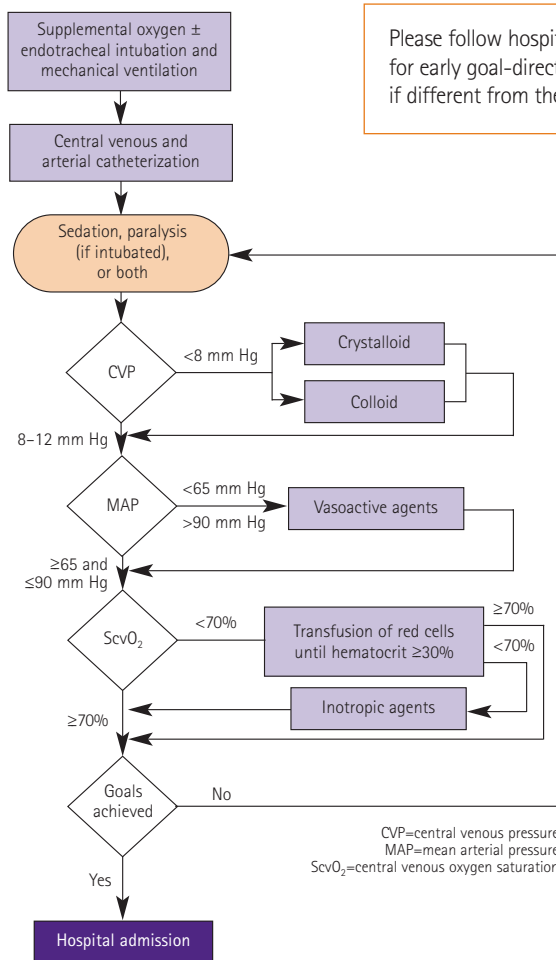 Supplemental oxygen ±
endotracheal intubation and
mechanical ventilation
Please follow
for early
if different from the
Central venous and
arterial catheterization
Sedation, paralysis
(if intubated),
or both
CVP
<8 mm Hg
Crystalloid
Colloid
8–12 mm Hg
MAP
<65 mm Hg
>90 mm Hg
Vasoactive agents
≥65 and
≤90 mm Hg
ScvO₂
<70%
Transfusion of red cells
until hematocrit ≥30%
≥70%
<70%
Inotropic agents
≥70%
Goals
achieved
No
CVP=central venous pressure
MAP=mean arterial pressure
ScvO₂=central venous oxygen saturation
Yes
Hospital admission